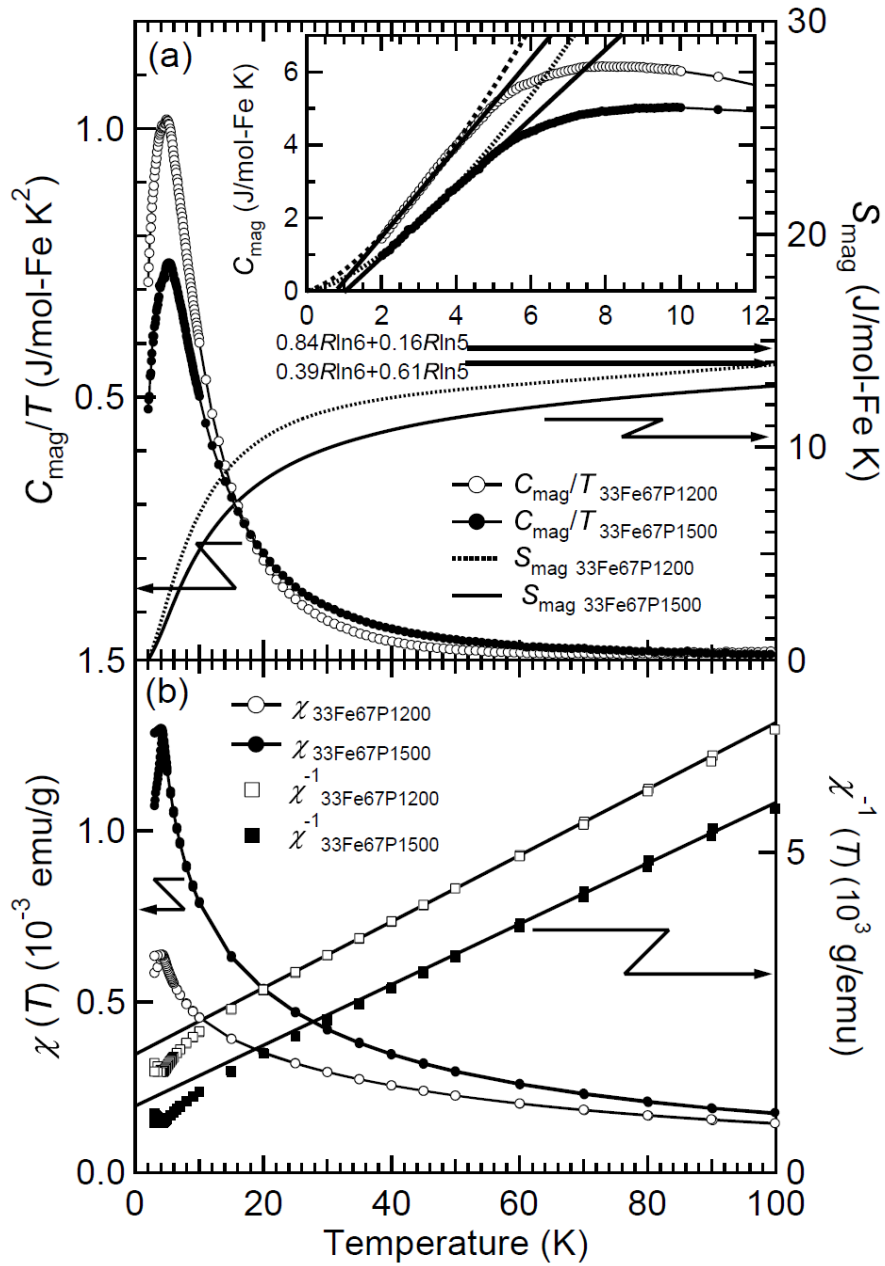 (a)
C_mag/T (J/mol-Fe K²)
1.0
0.5
1.5
30
20
10
0
S_mag (J/mol-Fe K)
C_mag (J/mol-Fe K)
6
4
2
0
0 2 4 6 8 10 12
0.84Rln6+0.16Rln5
0.39Rln6+0.61Rln5
C_mag/T 33Fe67P1200
C_mag/T 33Fe67P1500
S_mag 33Fe67P1200
S_mag 33Fe67P1500
(b)
χ 33Fe67P1200
χ 33Fe67P1500
χ⁻¹ 33Fe67P1200
χ⁻¹ 33Fe67P1500
χ (T) (10⁻³ emu/g)
1.0
0.5
0.0
5
0
χ⁻¹ (T) (10³ g/emu)
0 20 40 60 80 100
Temperature (K)